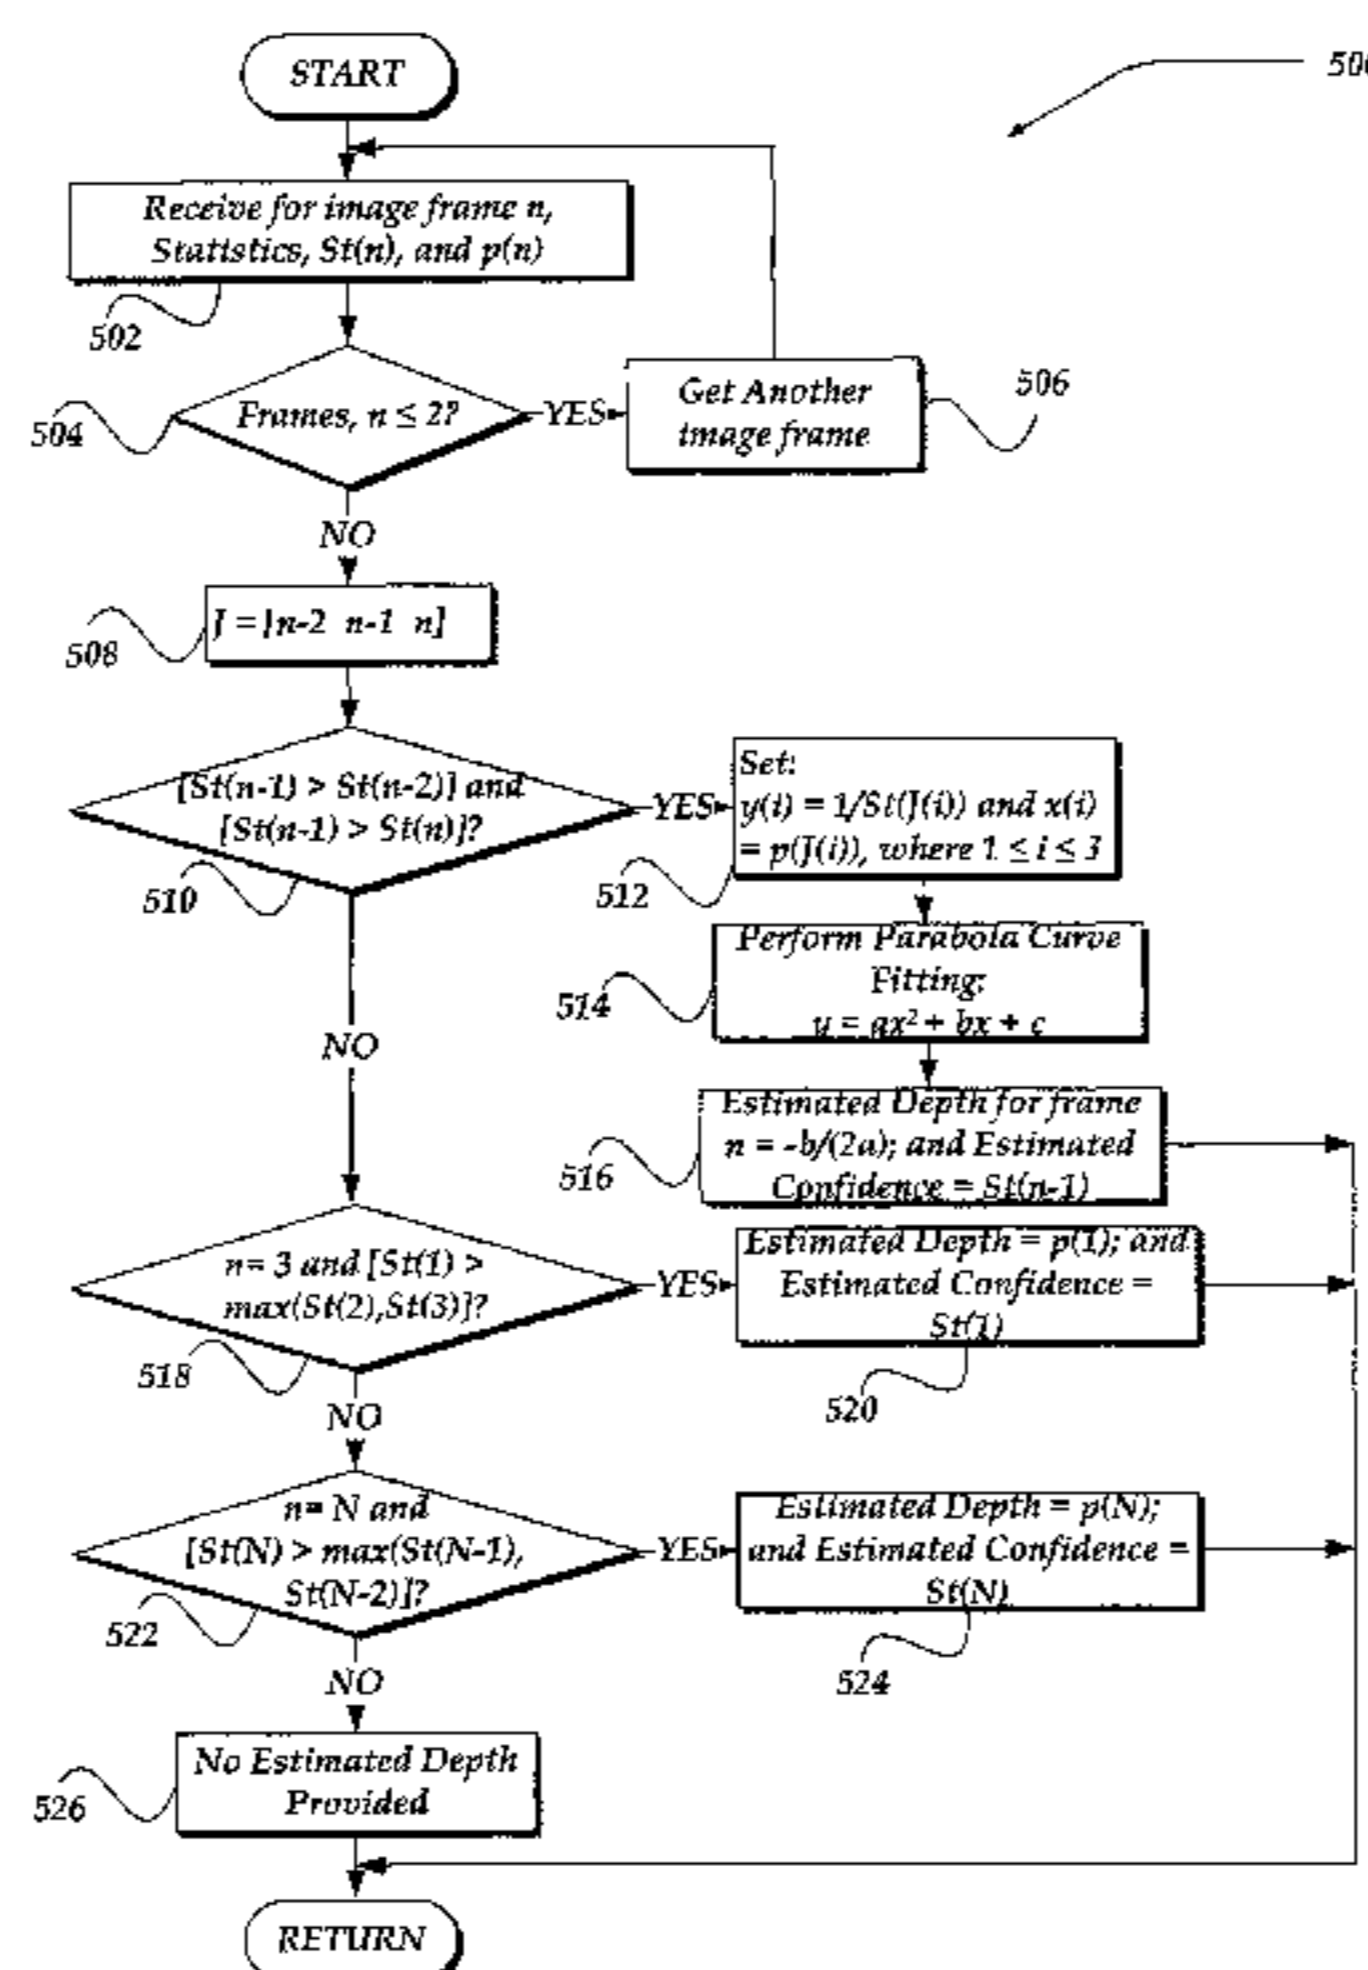 START
Receive for image frame n,
Statistics, St(n), and p(n)
502
Frames, n ≤ 2?
504
YES
Get Another
image frame
506
NO
J = [n-2 n-1 n]
508
[St(n-1) > St(n-2)] and
[St(n-1) > St(n)]?
510
YES
Set:
y(i) = 1/St(J(i)) and x(i)
= p(J(i)), where 1 ≤ i ≤ 3
512
Perform Parabola Curve
Fitting:
y = ax² + bx + c
514
NO
Estimated Depth for frame
n = -b/(2a); and Estimated
Confidence = St(n-1)
516
n= 3 and [St(1) >
max(St(2),St(3)]?
518
YES
Estimated Depth = p(1); and
Estimated Confidence =
St(1)
520
NO
n= N and
[St(N) > max(St(N-1),
St(N-2)]?
522
YES
Estimated Depth = p(N);
and Estimated Confidence =
St(N)
524
NO
No Estimated Depth
Provided
526
RETURN